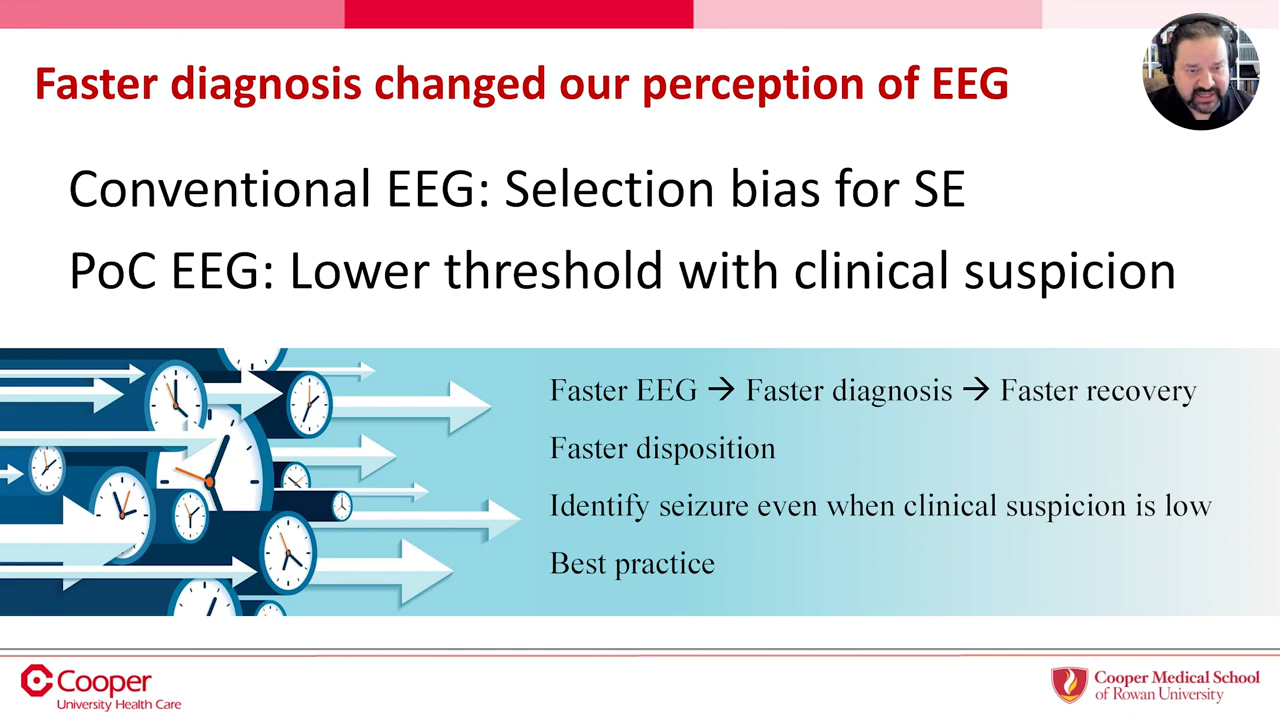 Faster diagnosis changed our perception of EEG
Conventional EEG: Selection bias for SE
PoC EEG: Lower threshold with clinical suspicion
Faster EEG → Faster diagnosis → Faster recovery
Faster disposition
Identify seizure even when clinical suspicion is low
Best practice
Cooper
University Health Care
Cooper Medical School
of Rowan University